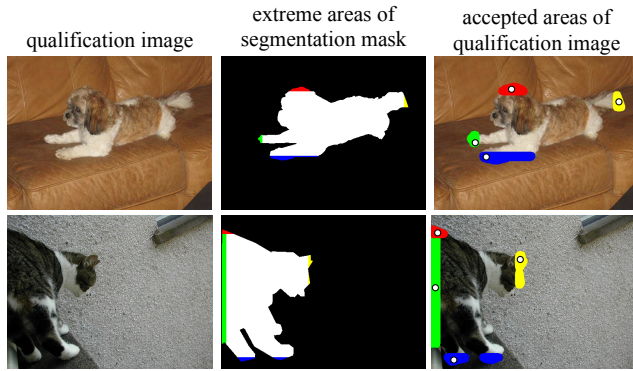 qualification image
extreme areas of
segmentation mask
accepted areas of
qualification image